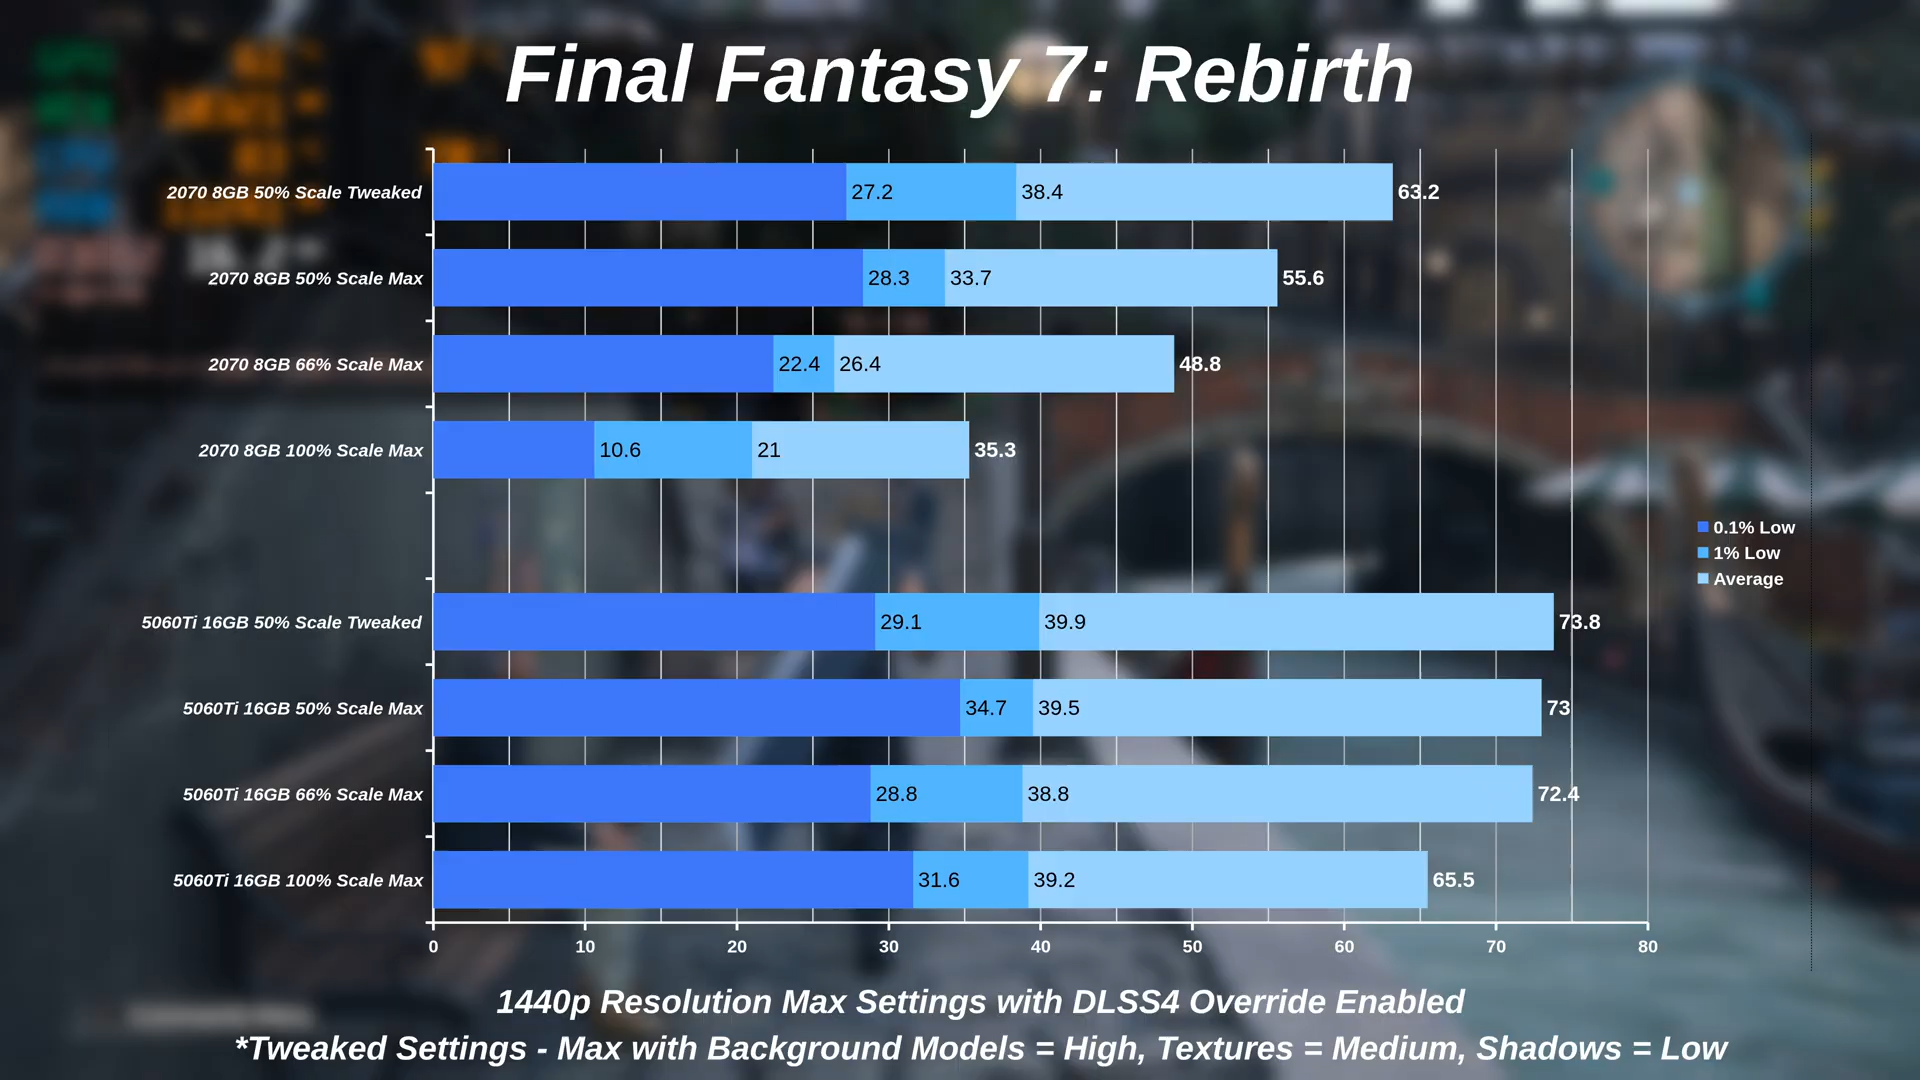 Final Fantasy 7: Rebirth
2070 8GB 50% Scale Tweaked 27.2 38.4 63.2
2070 8GB 50% Scale Max 28.3 33.7 55.6
2070 8GB 66% Scale Max 22.4 26.4 48.8
2070 8GB 100% Scale Max 10.6 21 35.3
0.1% Low
1% Low
Average
5060Ti 16GB 50% Scale Tweaked 29.1 39.9 73.8
5060Ti 16GB 50% Scale Max 34.7 39.5 73
5060Ti 16GB 66% Scale Max 28.8 38.8 72.4
5060Ti 16GB 100% Scale Max 31.6 39.2 65.5
0 10 20 30 40 50 60 70 80
1440p Resolution Max Settings with DLSS4 Override Enabled
*Tweaked Settings - Max with Background Models = High, Textures = Medium, Shadows = Low